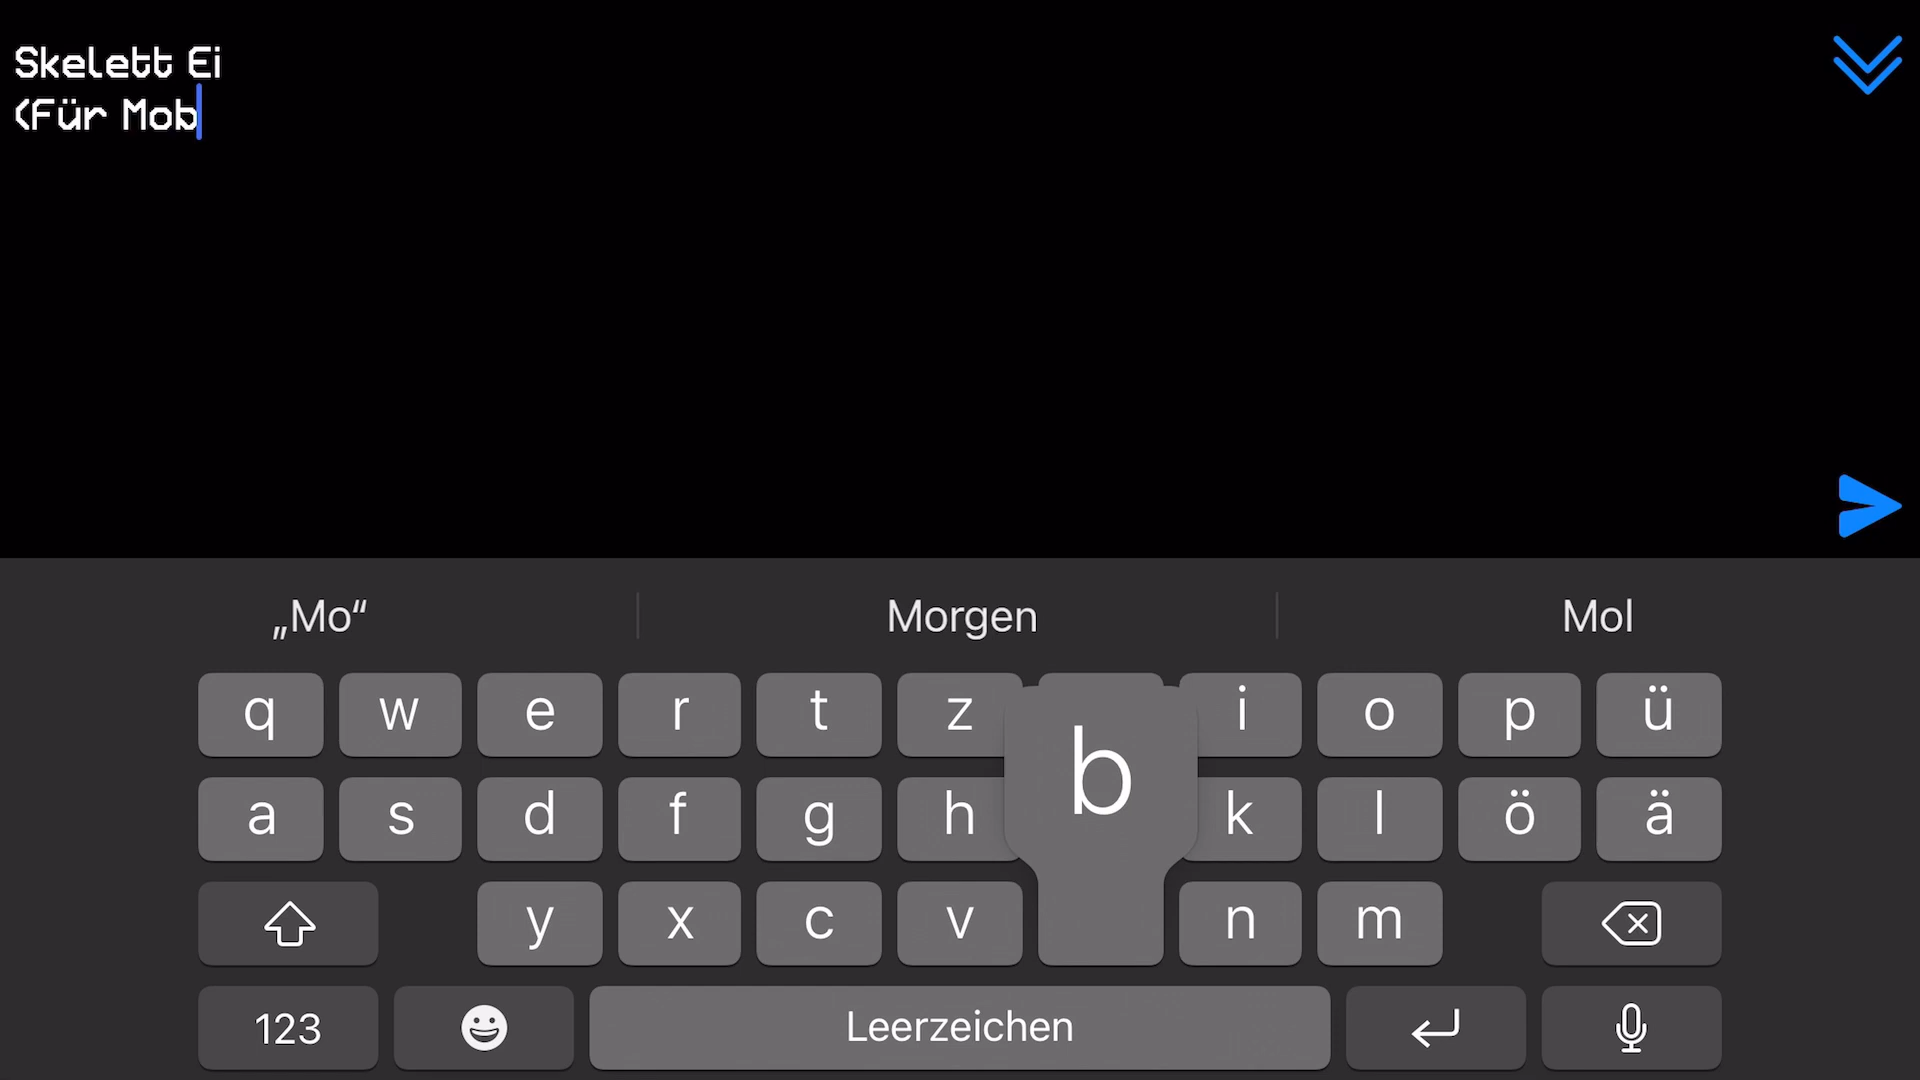 Skelett Ei
(Für Mob
„Mo“ Morgen Mol
q w e r t z i o p ü
a s d f g h b k l ö ä
y x c v n m
123 Leerzeichen